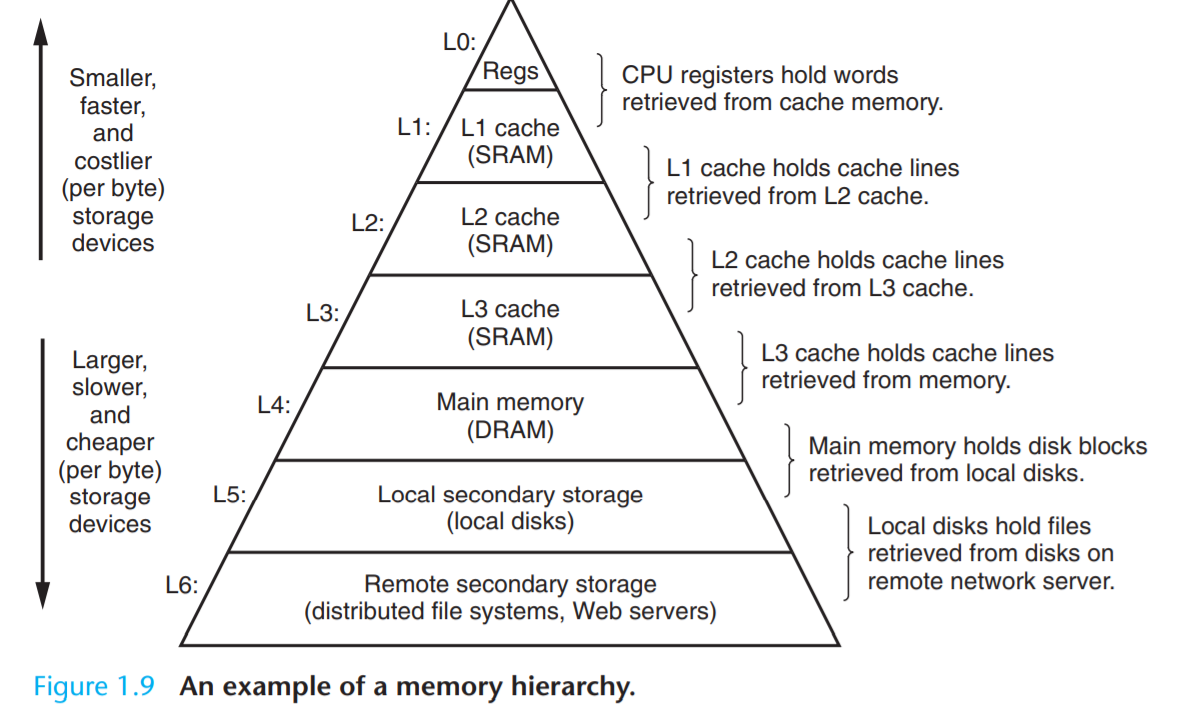 Smaller,
faster,
and
costlier
(per byte)
storage
devices
Larger,
slower,
and
cheaper
(per byte)
storage
devices
L0:
Regs
CPU registers hold words
retrieved from cache memory.
L1:
L1 cache
(SRAM)
L1 cache holds cache lines
retrieved from L2 cache.
L2:
L2 cache
(SRAM)
L2 cache holds cache lines
retrieved from L3 cache.
L3:
L3 cache
(SRAM)
L3 cache holds cache lines
retrieved from memory.
L4:
Main memory
(DRAM)
Main memory holds disk blocks
retrieved from local disks.
L5:
Local secondary storage
(local disks)
Local disks hold files
retrieved from disks on
remote network server.
L6:
Remote secondary storage
(distributed file systems, Web servers)
Figure 1.9 An example of a memory hierarchy.